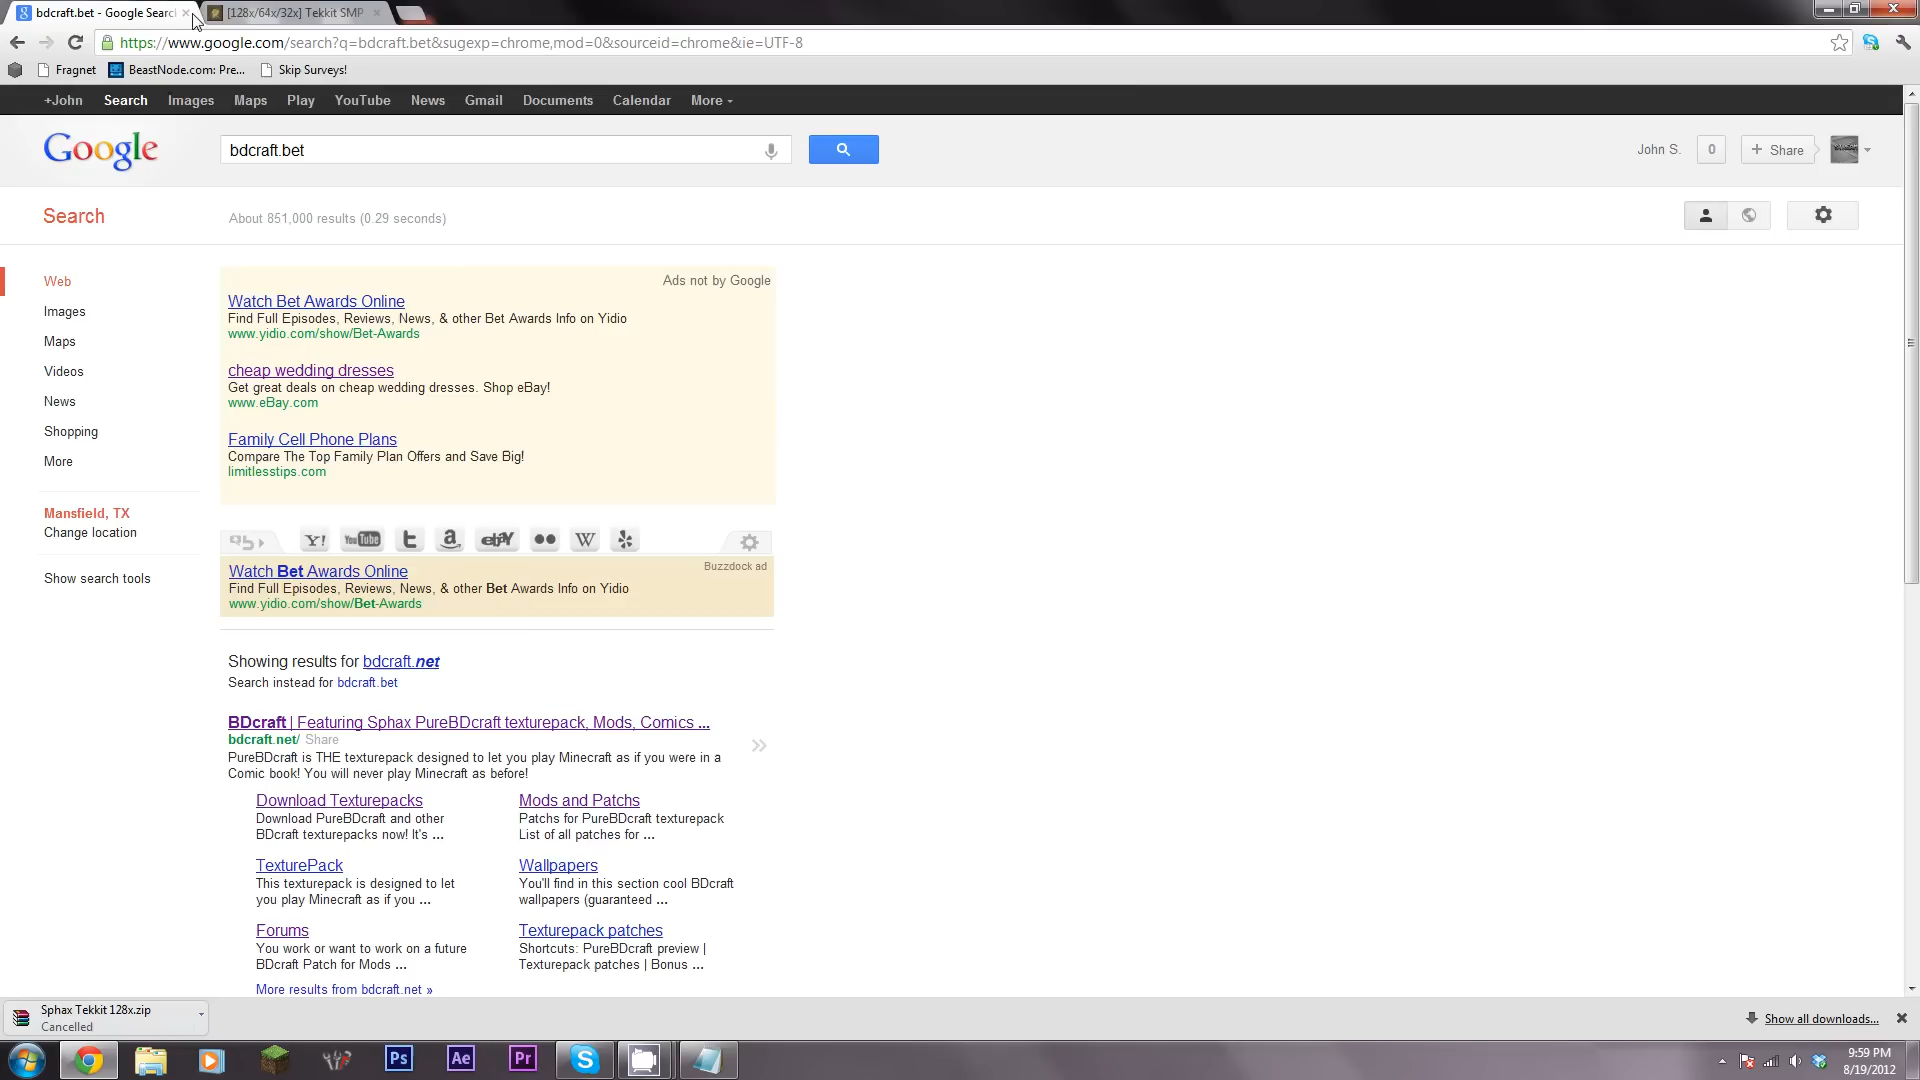 bdcraft.bet - Google Search
[128x/64x/32x] Tekkit SMP
https://www.google.com/search?q=bdcraft.bet&sugexp=chrome,mod=0&sourceid=chrome&ie=UTF-8
Fragnet
BeastNode.com: Pre...
Skip Surveys!
+John Search Images Maps Play YouTube News Gmail Documents Calendar More
Google
bdcraft.bet
John S.
0
+ Share
Search
About 851,000 results (0.29 seconds)
Web
Images
Maps
Videos
News
Shopping
More
Mansfield, TX
Change location
Show search tools
Ads not by Google
Watch Bet Awards Online
Find Full Episodes, Reviews, News, & other Bet Awards Info on Yidio
www.yidio.com/show/Bet-Awards
cheap wedding dresses
Get great deals on cheap wedding dresses. Shop eBay!
www.eBay.com
Family Cell Phone Plans
Compare The Top Family Plan Offers and Save Big!
limitlesstips.com
Y! YouTube t a ebY W
Watch Bet Awards Online
Buzzdock ad
Find Full Episodes, Reviews, News, & other Bet Awards Info on Yidio
www.yidio.com/show/Bet-Awards
Showing results for bdcraft.net
Search instead for bdcraft.bet
BDcraft | Featuring Sphax PureBDcraft texturepack, Mods, Comics ...
bdcraft.net/ Share
PureBDcraft is THE texturepack designed to let you play Minecraft as if you were in a
Comic book! You will never play Minecraft as before!
Download Texturepacks
Download PureBDcraft and other
BDcraft texturepacks now! It's ...
Mods and Patchs
Patchs for PureBDcraft texturepack
List of all patches for ...
TexturePack
This texturepack is designed to let
you play Minecraft as if you ...
Wallpapers
You'll find in this section cool BDcraft
wallpapers (guaranteed ...
Forums
You work or want to work on a future
BDcraft Patch for Mods ...
Texturepack patches
Shortcuts: PureBDcraft preview |
Texturepack patches | Bonus ...
More results from bdcraft.net »
Sphax Tekkit 128x.zip
Cancelled
Show all downloads...
Ps
Ae
Pr
S
9:59 PM
8/19/2012